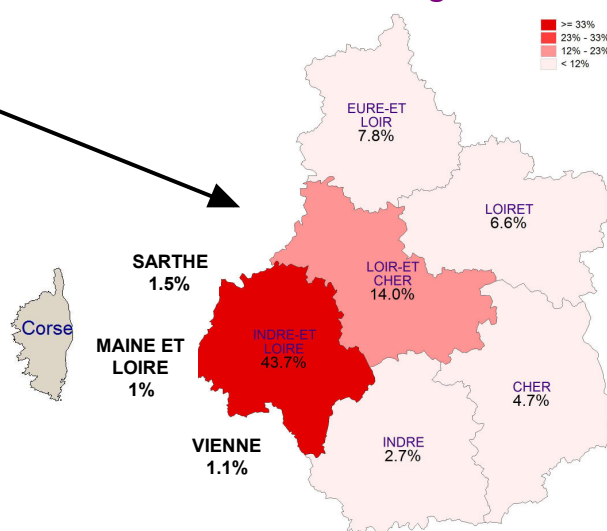 >= 33%
23% - 33%
12% - 23%
< 12%
EURE-ET
LOIR
7.8%
LOIRET
6.6%
SARTHE
1.5%
LOIR-ET
CHER
14.0%
Corse
MAINE ET
LOIRE
1%
INDRE-ET
LOIRE
43.7%
CHER
4.7%
VIENNE
1.1%
INDRE
2.7%